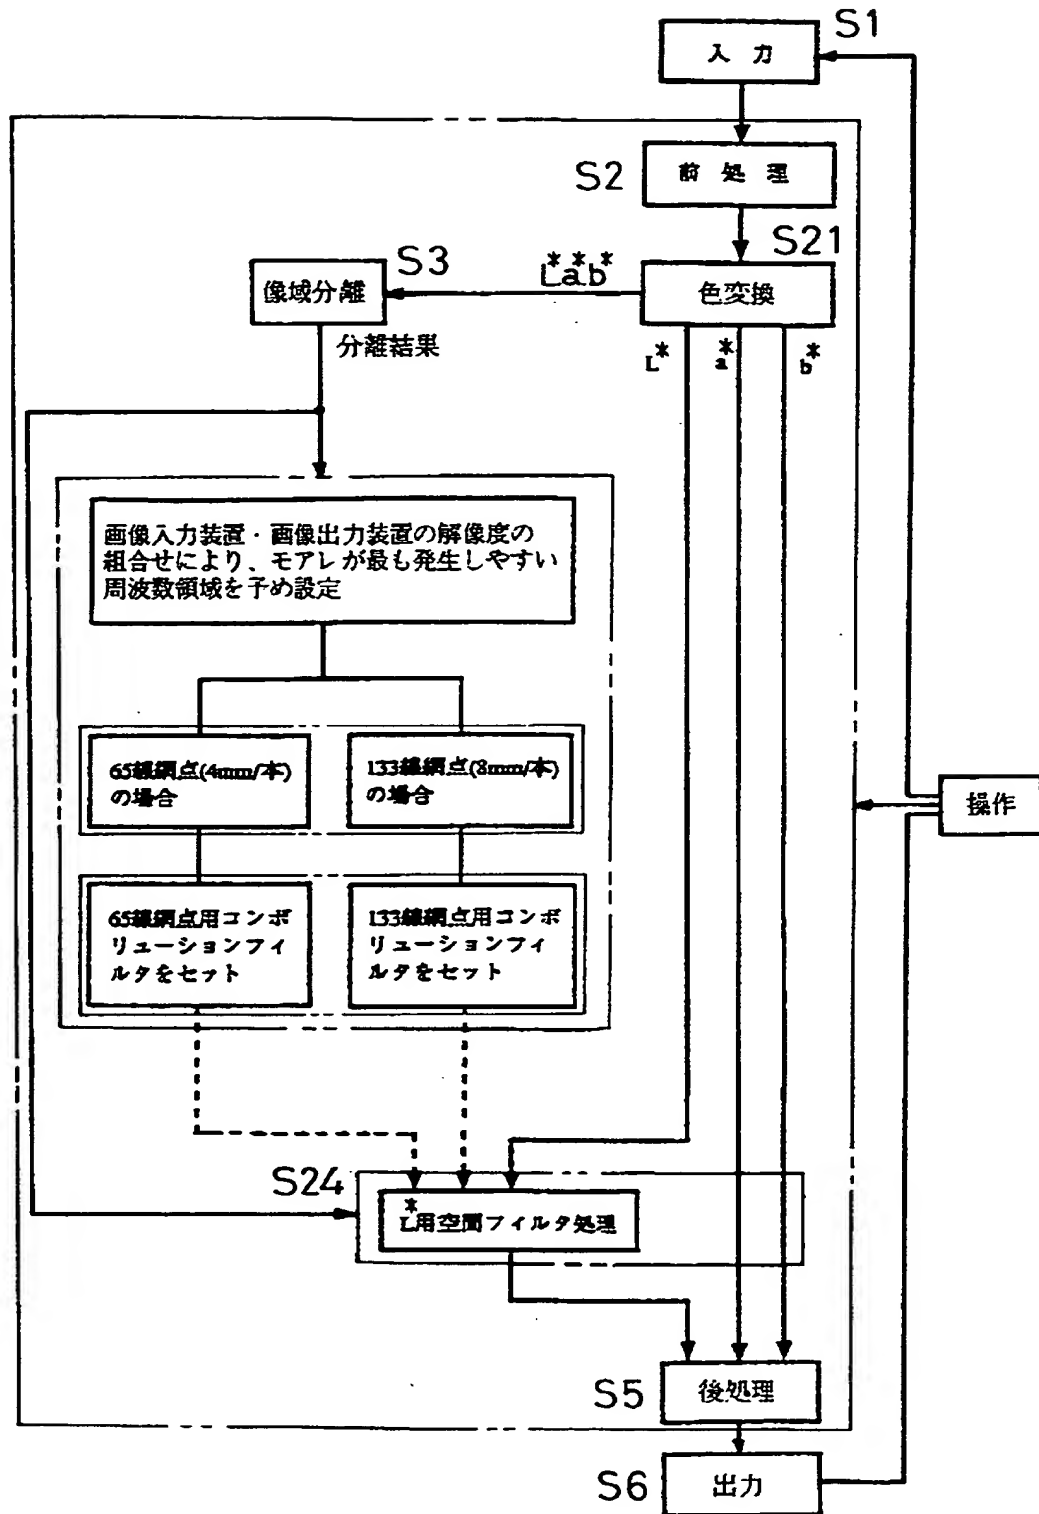 S1
入力
S2
前処理
S21
色変換
L*a*b*
S3
像域分離
分離結果
L*
a*
b*
画像入力装置・画像出力装置の解像度の
組合せにより、モアレが最も発生しやすい
周波数領域を予め設定
65線網点(4mm/本)
の場合
133線網点(8mm/本)
の場合
操作
65線網点用コンボ
リューションフィ
ルタをセット
133線網点用コンボ
リューションフィ
ルタをセット
S24
L*用空間フィルタ処理
S5
後処理
S6
出力